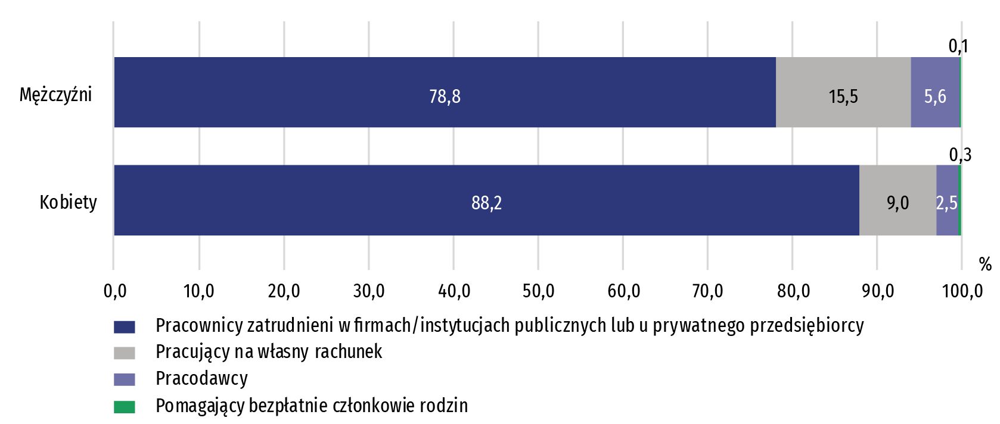 0,1
Mężczyźni 78,8 15,5 5,6
0,3
Kobiety 88,2 9,0 2,5
%
0,0 10,0 20,0 30,0 40,0 50,0 60,0 70,0 80,0 90,0 100,0
Pracownicy zatrudnieni w firmach/instytucjach publicznych lub u prywatnego przedsiębiorcy
Pracujący na własny rachunek
Pracodawcy
Pomagający bezpłatnie członkowie rodzin